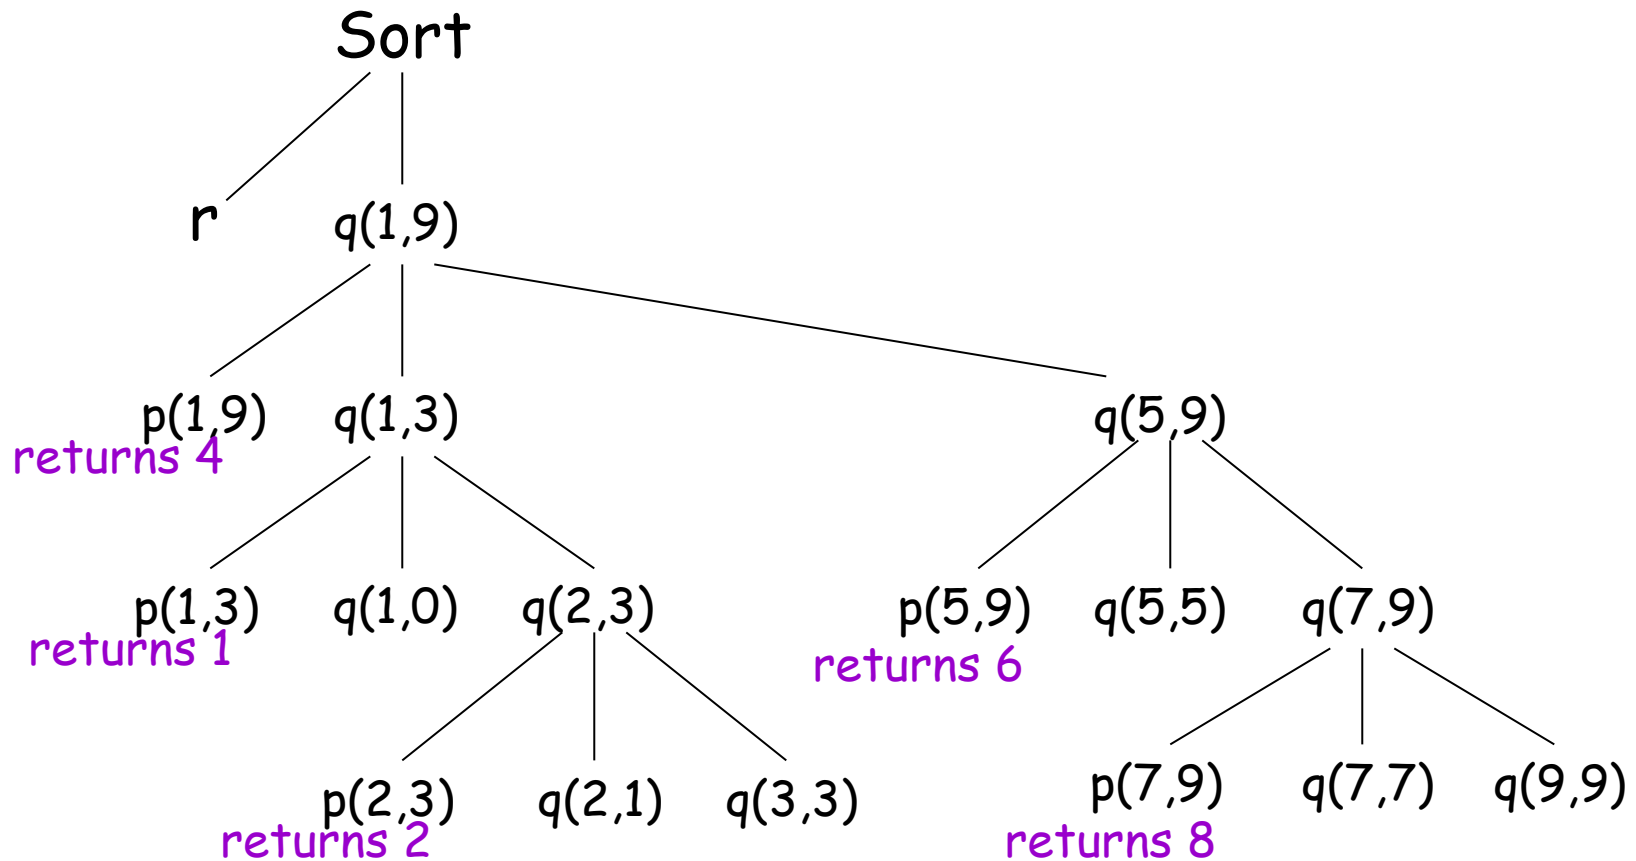 Sort
r q(1,9)
p(1,9) q(1,3) q(5,9)
returns 4
p(1,3) q(1,0) q(2,3) p(5,9) q(5,5) q(7,9)
returns 1 returns 6
p(2,3) q(2,1) q(3,3) p(7,9) q(7,7) q(9,9)
returns 2 returns 8